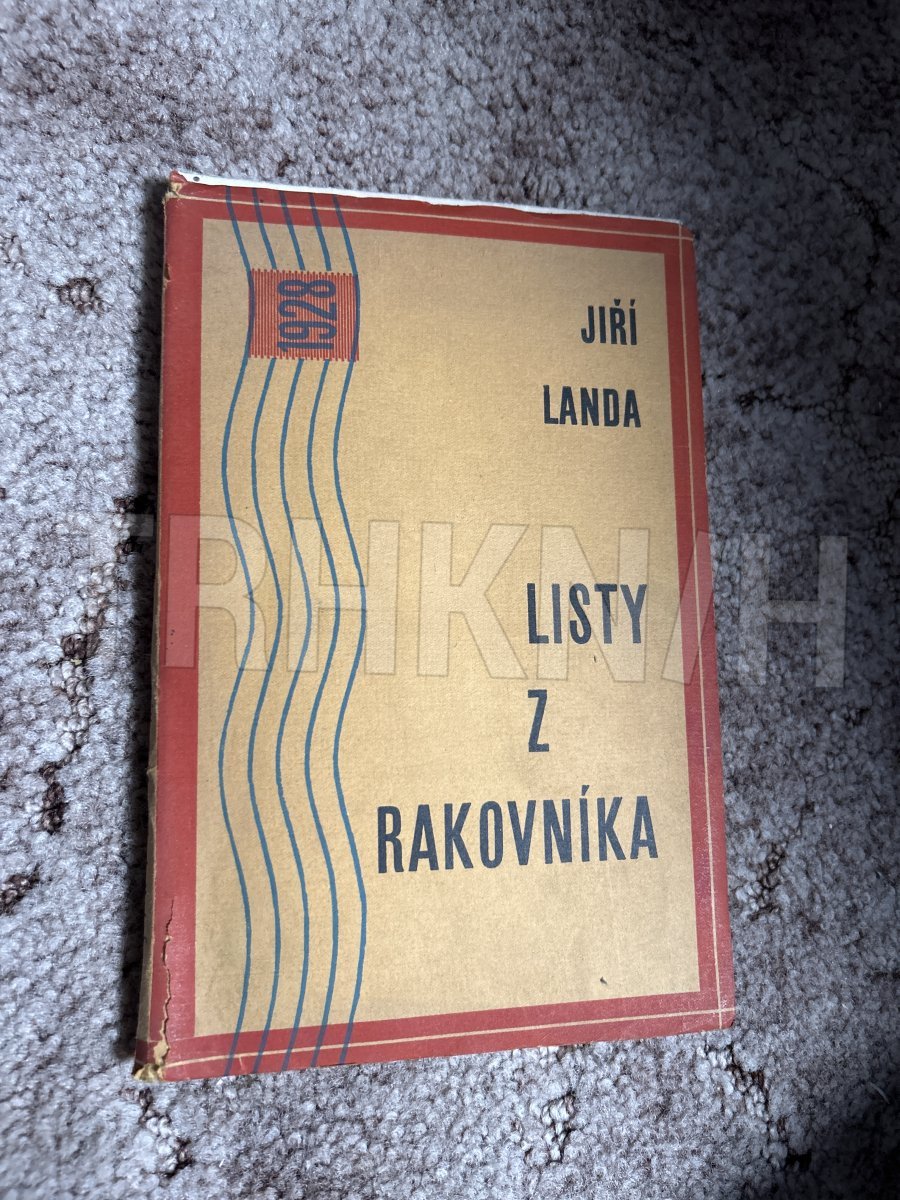 1928
JIŘÍ
LANDA
LISTY
Z
RAKOVNÍKA